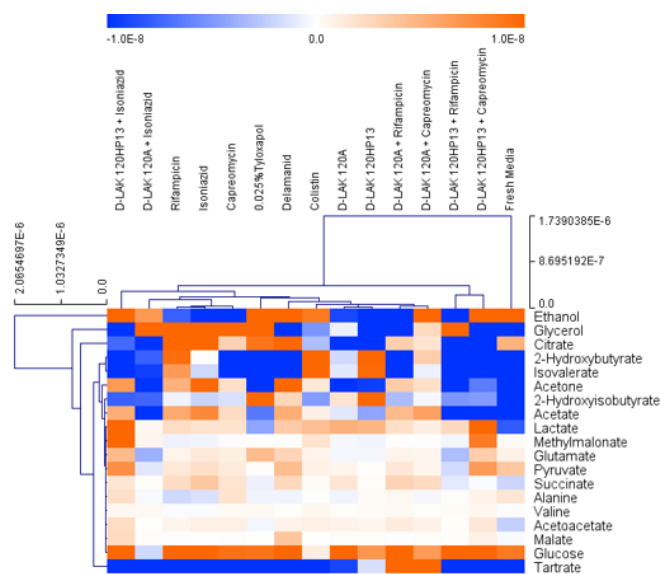 -1.0E-8 0.0 1.0E-8
D-LAK 120HP13 + Isoniazid
D-LAK 120A + Isoniazid
Rifampicin
Isoniazid
Capreomycin
0.025%Tyloxapol
Delamanid
Colistin
D-LAK 120A
D-LAK 120HP13
D-LAK 120A + Rifampicin
D-LAK 120A + Capreomycin
D-LAK 120HP13 + Rifampicin
D-LAK 120HP13 + Capreomycin
Fresh Media
1.7390385E-6
8.695192E-7
0.0
2.0654697E-6
1.0327349E-6
0.0
Ethanol
Glycerol
Citrate
2-Hydroxybutyrate
Isovalerate
Acetone
2-Hydroxyisobutyrate
Acetate
Lactate
Methylmalonate
Glutamate
Pyruvate
Succinate
Alanine
Valine
Acetoacetate
Malate
Glucose
Tartrate